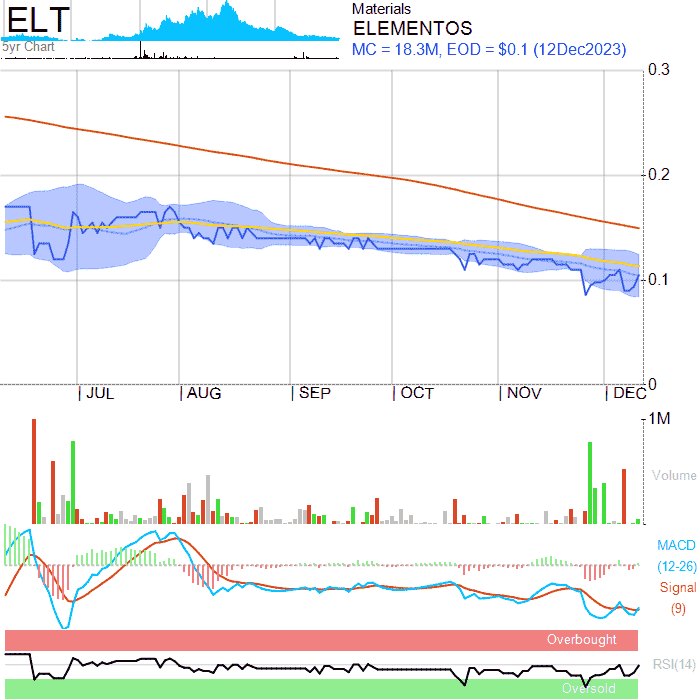 ELT
5yr Chart
Materials
ELEMENTOS
MC = 18.3M, EOD = $0.1 (12Dec2023)
0.3
0.2
0.1
0
| JUL | AUG | SEP | OCT | NOV | DEC
1M
Volume
MACD
(12-26)
Signal
(9)
Overbought
RSI(14)
Oversold